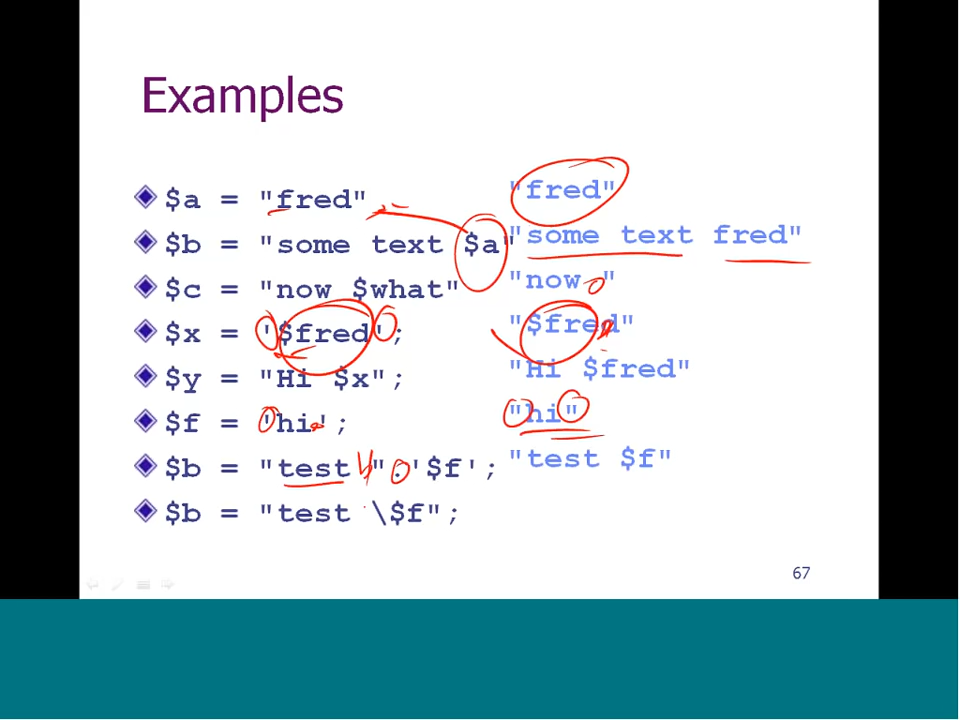 Examples
$a = "fred" "fred"
$b = "some text $a" "some text fred"
$c = "now $what" "now "
$x = '$fred'; "$fred"
$y = "Hi $x"; "Hi $fred"
$f = 'hi'; "hi"
$b = "test ".'$f'; "test $f"
$b = "test \$f";
67